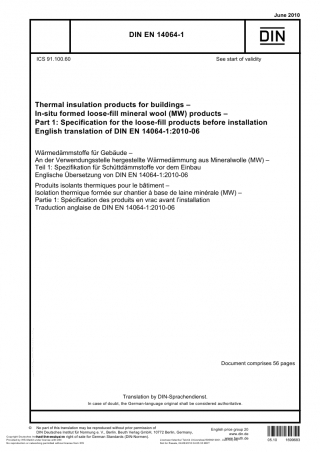 June 2010
DIN EN 14064-1
DIN
ICS 91.100.60
See start of validity
Thermal insulation products for buildings –
In-situ formed loose-fill mineral wool (MW) products –
Part 1: Specification for the loose-fill products before installation
English translation of DIN EN 14064-1:2010-06
Wärmedämmstoffe für Gebäude –
An der Verwendungsstelle hergestellte Wärmedämmung aus Mineralwolle (MW) –
Teil 1: Spezifikation für Schüttdämmstoffe vor dem Einbau
Englische Übersetzung von DIN EN 14064-1:2010-06
Produits isolants thermiques pour le bâtiment –
Isolation thermique formée sur chantier à base de laine minérale (MW) –
Partie 1: Spécification des produits en vrac avant l'installation
Traduction anglaise de DIN EN 14064-1:2010-06
Document comprises 56 pages
Translation by DIN-Sprachendienst.
In case of doubt, the German-language original shall be considered authoritative.
© No part of this translation may be reproduced without prior permission of
DIN Deutsches Institut für Normung e. V., Berlin. Beuth Verlag GmbH, 10772 Berlin, Germany,
has the exclusive right of sale for German Standards (DIN-Normen).
English price group 20
www.din.de
www.beuth.de